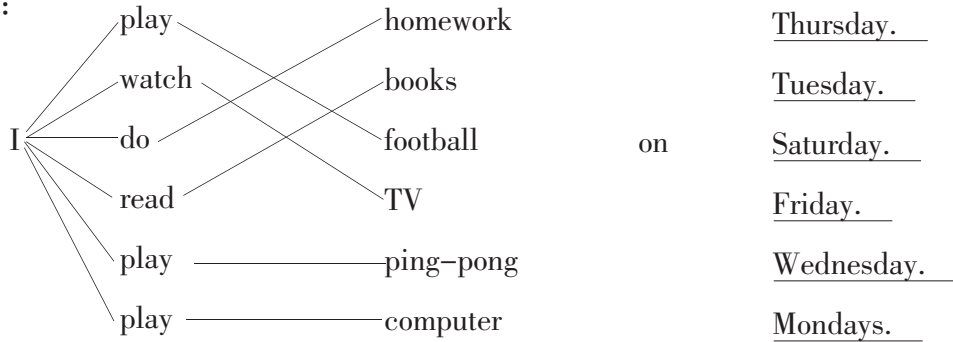 :
play homework Thursday.
watch books Tuesday.
I do football on Saturday.
read TV Friday.
play ping-pong Wednesday.
play computer Mondays.